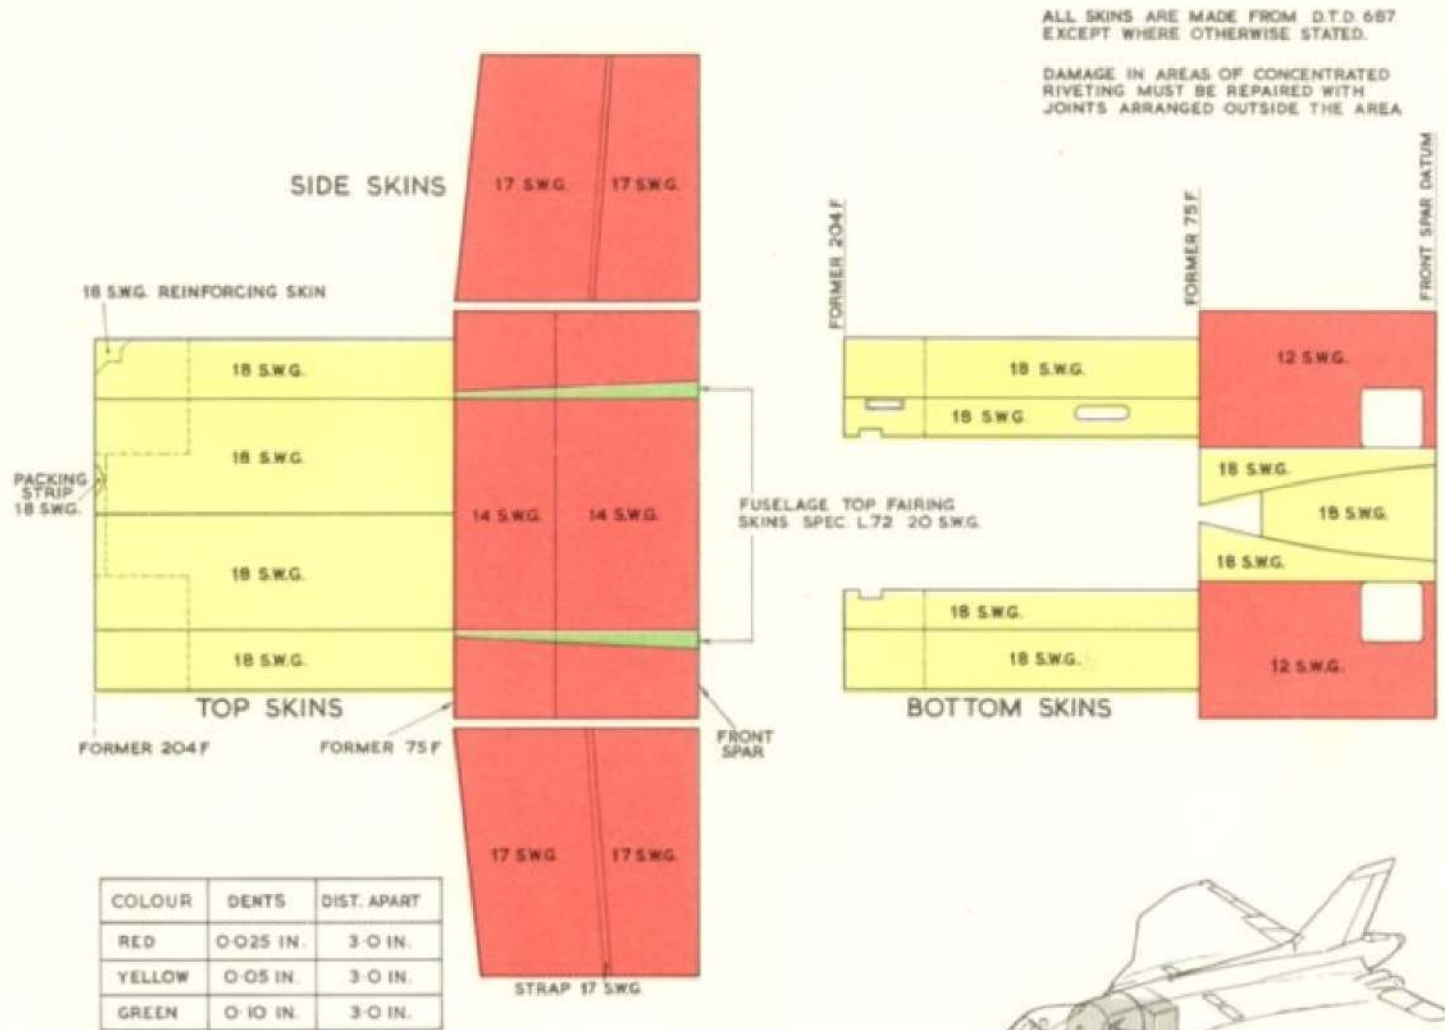 ALL SKINS ARE MADE FROM D.T.D. 687
EXCEPT WHERE OTHERWISE STATED.
DAMAGE IN AREAS OF CONCENTRATED
RIVETING MUST BE REPAIRED WITH
JOINTS ARRANGED OUTSIDE THE AREA
SIDE SKINS
17 S.W.G.
17 S.W.G.
18 S.W.G. REINFORCING SKIN
18 S.W.G.
18 S.W.G.
PACKING
STRIP
18 SWG.
14 S.W.G.
14 S.W.G.
18 S.W.G.
18 S.W.G.
TOP SKINS
FORMER 204 F
FORMER 75 F
FRONT
SPAR
FUSELAGE TOP FAIRING
SKINS SPEC. L.72 20 S.W.G.
17 S.W.G.
17 S.W.G.
STRAP 17 SWG
FORMER 204 F
FORMER 75 F
FRONT SPAR DATUM
18 S.W.G.
12 S.W.G.
18 S.W.G.
18 S.W.G.
18 S.W.G.
18 S.W.G.
18 S.W.G.
18 S.W.G.
12 S.W.G.
BOTTOM SKINS
COLOUR DENTS DIST. APART
RED 0·025 IN. 3·0 IN.
YELLOW 0·05 IN. 3·0 IN.
GREEN 0·10 IN. 3·0 IN.